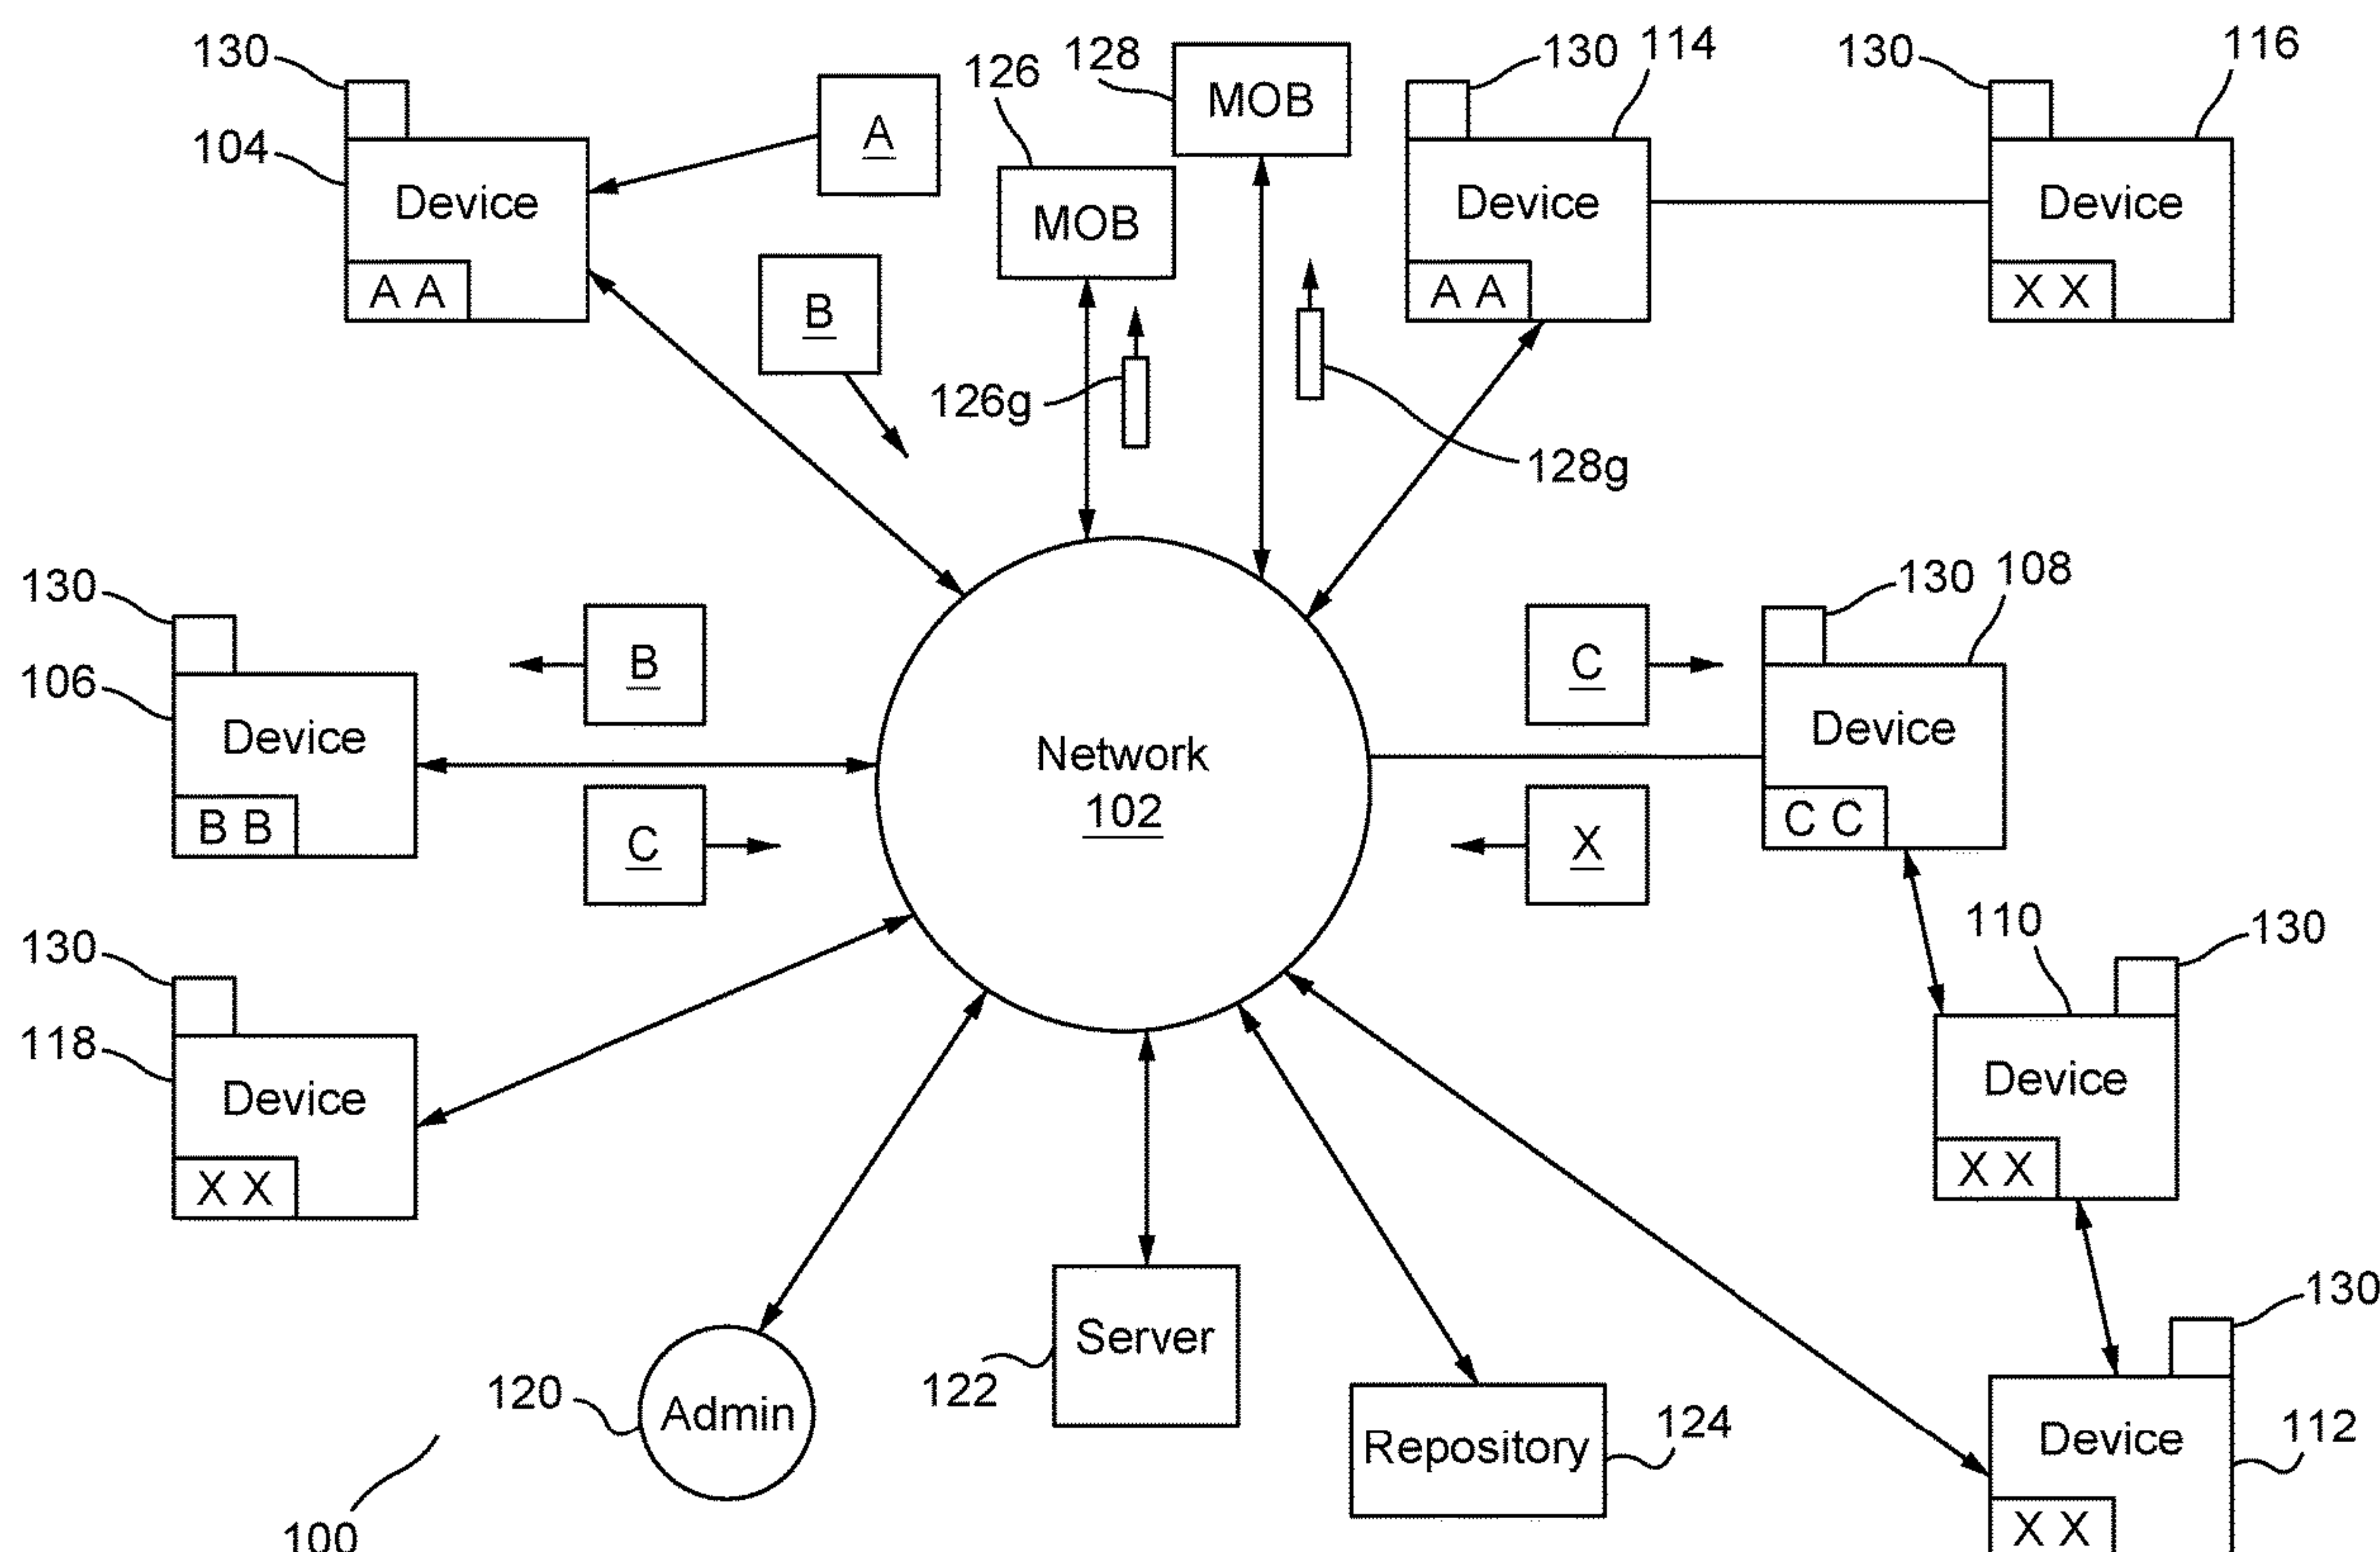 130
104
Device
A A
A
B
126
MOB
126g
128
MOB
128g
130
114
Device
A A
130
116
Device
X X
130
106
Device
B B
B
C
Network
102
C
X
130
108
Device
C C
130
118
Device
X X
110
130
Device
X X
120
Admin
122
Server
Repository
124
130
Device
112
X X
100